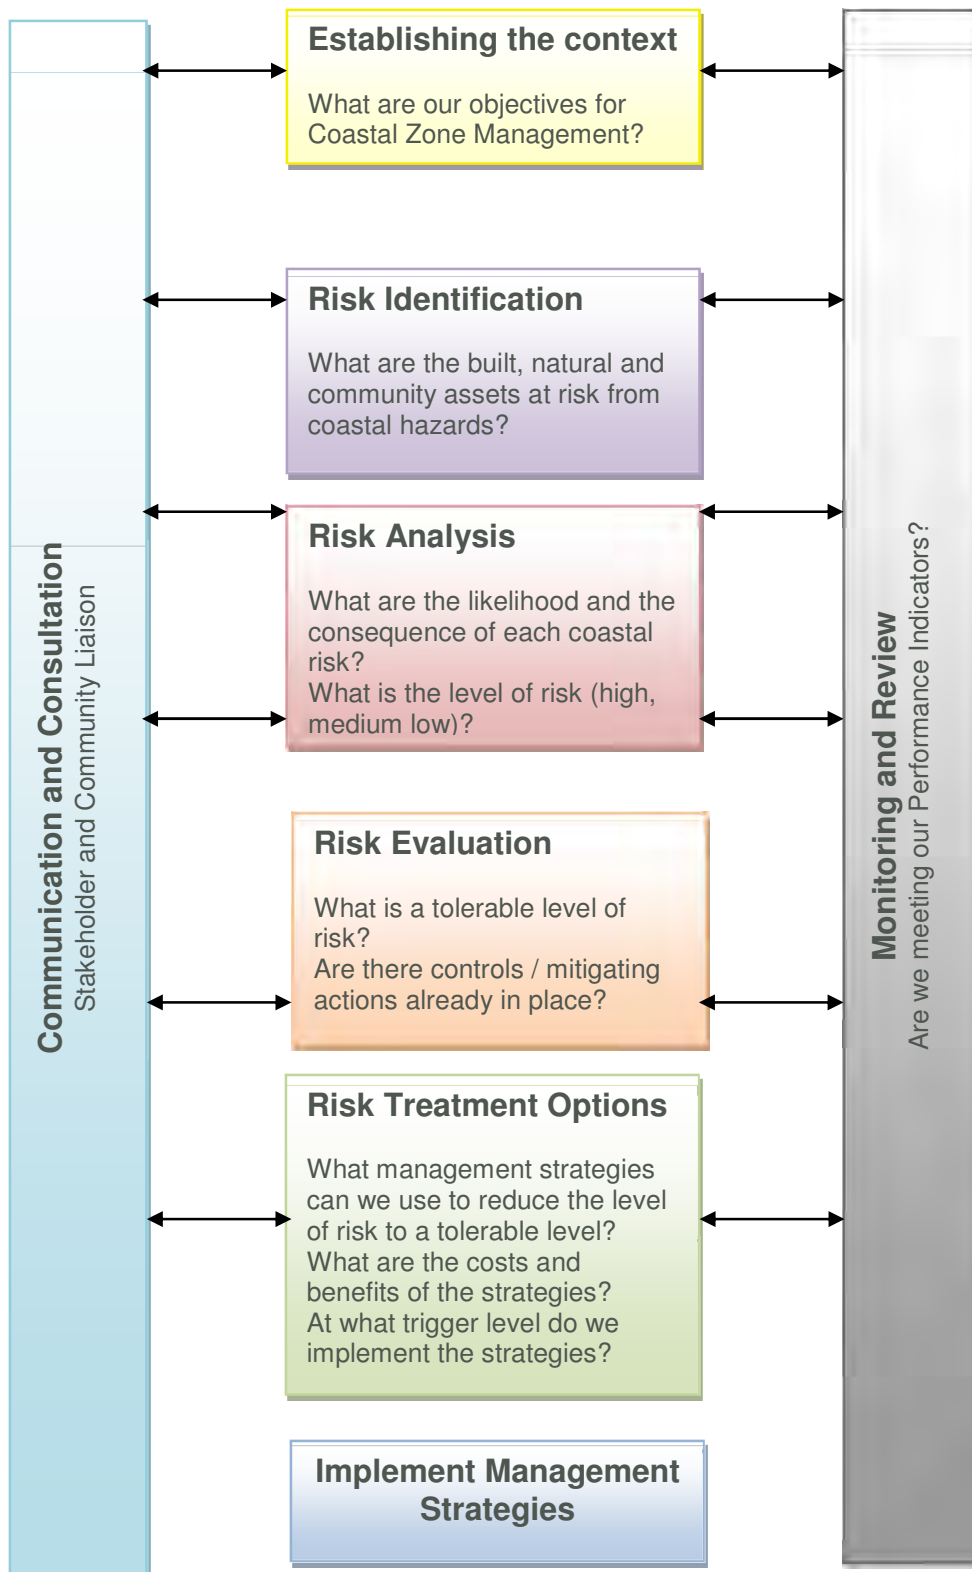 Establishing the context
What are our objectives for
Coastal Zone Management?
Risk Identification
What are the built, natural and
community assets at risk from
coastal hazards?
Risk Analysis
What are the likelihood and the
consequence of each coastal
risk?
What is the level of risk (high,
medium low)?
Risk Evaluation
What is a tolerable level of
risk?
Are there controls / mitigating
actions already in place?
Risk Treatment Options
What management strategies
can we use to reduce the level
of risk to a tolerable level?
What are the costs and
benefits of the strategies?
At what trigger level do we
implement the strategies?
Implement Management
Strategies
Communication and Consultation
Stakeholder and Community Liaison
Monitoring and Review
Are we meeting our Performance Indicators?